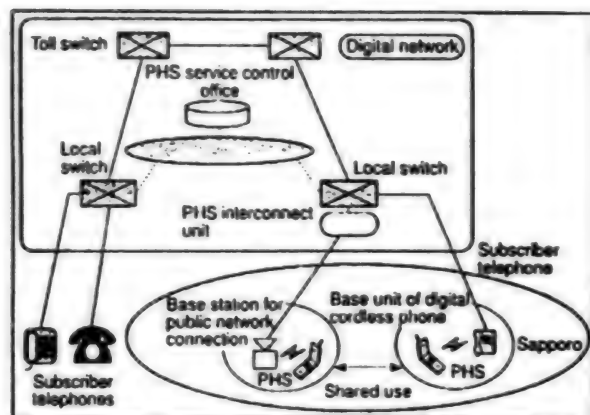 Toll switch
Digital network
PHS service control
office
Local
switch
Local switch
PHS interconnect
unit
Subscriber
telephone
Base station for
public network
connection
Base unit of digital
cordless phone
PHS
PHS
Sapporo
Shared use
Subscriber
telephones